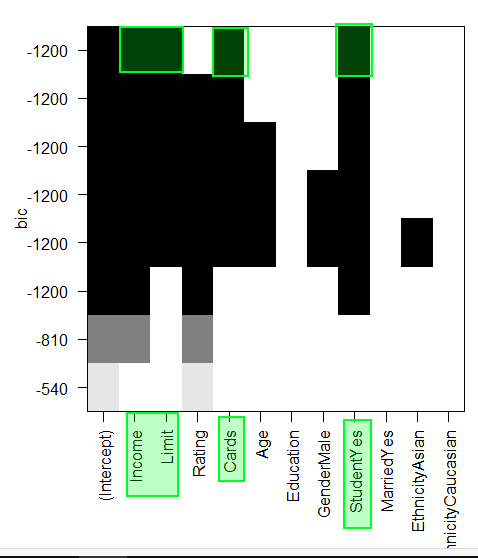 bic
-1200
-1200
-1200
-1200
-1200
-1200
-810
-540
(Intercept)
Income
Limit
Rating
Cards
Age
Education
GenderMale
StudentYes
MarriedYes
EthnicityAsian
nnicityCaucasian